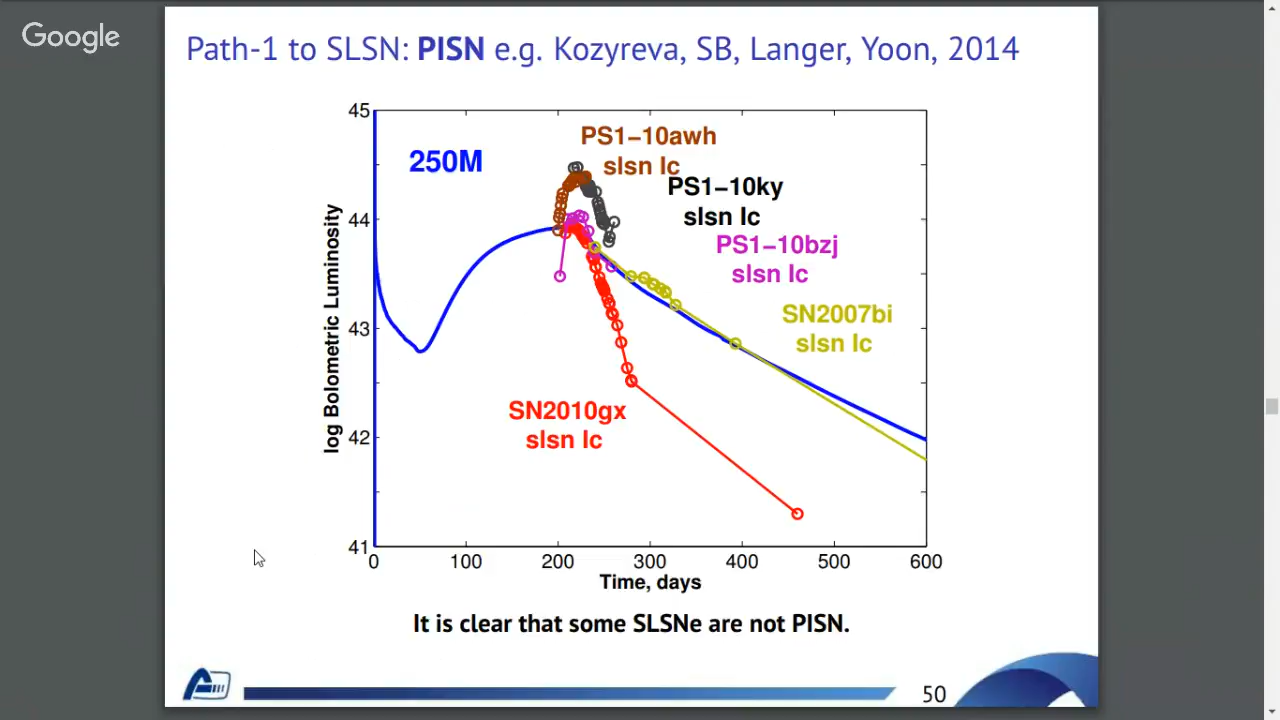 Google
Path-1 to SLSN: PISN e.g. Kozyreva, SB, Langer, Yoon, 2014
45
44
43
42
41
log Bolometric Luminosity
250M
PS1−10awh
slsn Ic
PS1−10ky
slsn Ic
PS1−10bzj
slsn Ic
SN2007bi
slsn Ic
SN2010gx
slsn Ic
0 100 200 300 400 500 600
Time, days
It is clear that some SLSNe are not PISN.
50